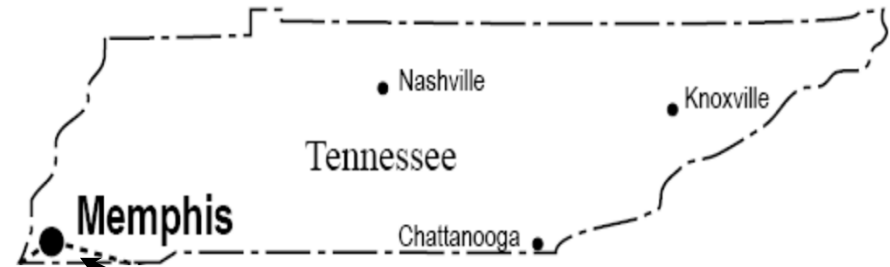 Nashville
Knoxville
Tennessee
Memphis
Chattanooga